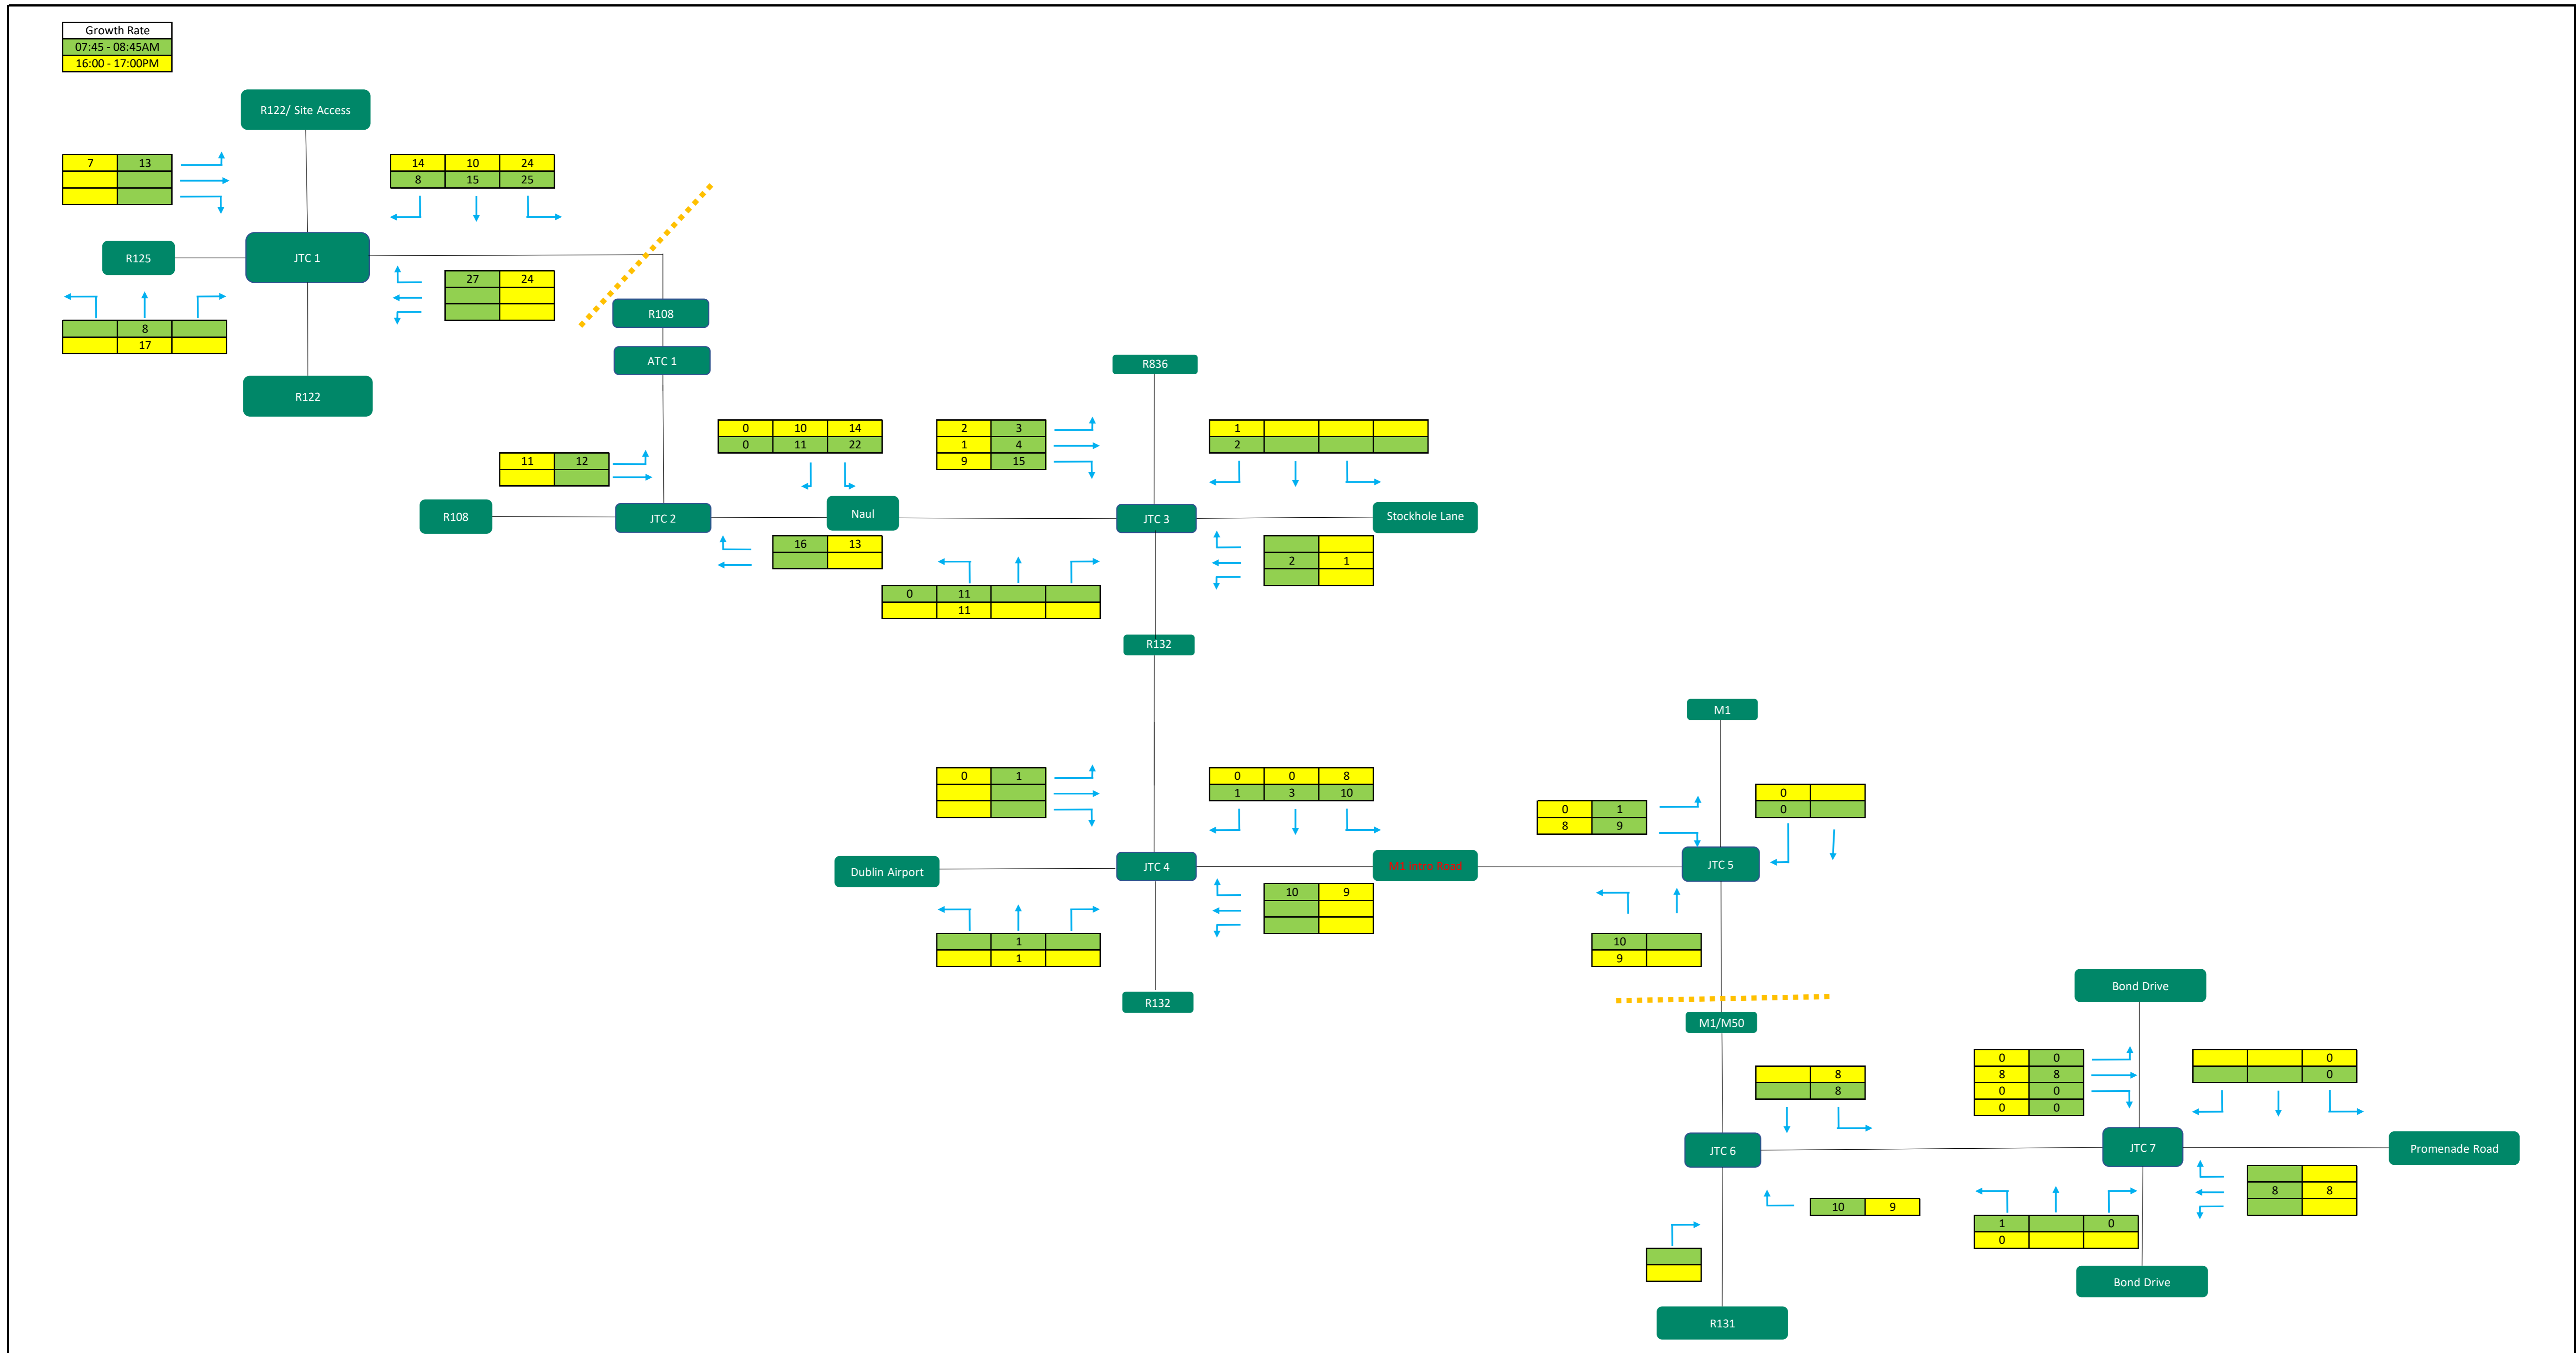 Growth Rate
07:45 - 08:45AM
16:00 - 17:00PM
R122/ Site Access
7 13
14 10 24
8 15 25
R125
JTC 1
27 24
8
17
R122
R108
ATC 1
R836
0 10 14
0 11 22
2 3
1 4
9 15
1
2
11 12
R108
JTC 2
Naul
JTC 3
Stockhole Lane
16 13
2 1
0 11
11
R132
M1
0 1
0 0 8
1 3 10
0 1
8 9
0
0
Dublin Airport
JTC 4
M1 Intro Road
JTC 5
10 9
1
1
10
9
R132
M1/M50
Bond Drive
8
8
0 0
8 8
0 0
0 0
0
0
JTC 6
JTC 7
Promenade Road
8 8
10 9
1 0
0
Bond Drive
R131